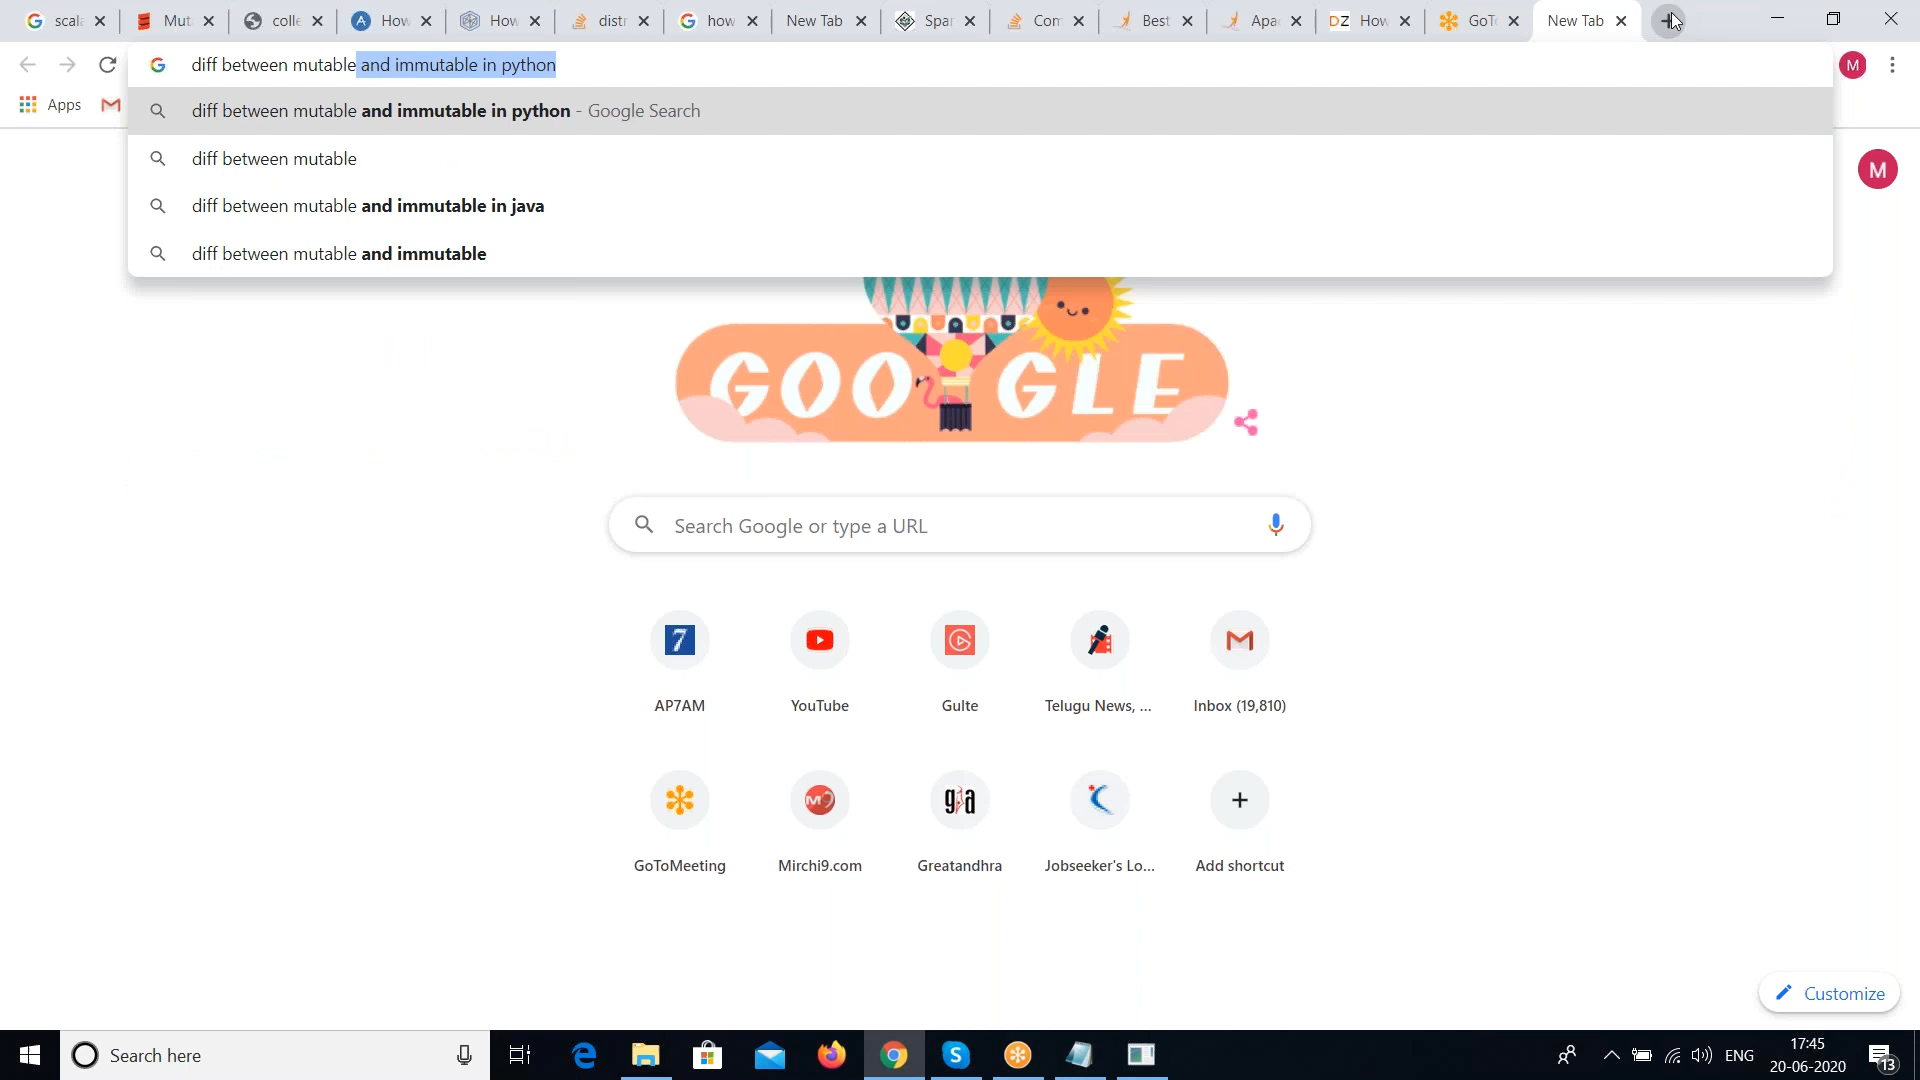 scala
Mut
colle
How
How
distr
how
New Tab
Spar
Com
Best
Apa
DZ How
GoTo
New Tab
diff between mutable and immutable in python
M
Apps
diff between mutable and immutable in python - Google Search
diff between mutable
diff between mutable and immutable in java
diff between mutable and immutable
M
GOOGLE
Search Google or type a URL
7
AP7AM
YouTube
Gulte
Telugu News, ...
Inbox (19,810)
M9
g a
GoToMeeting
Mirchi9.com
Greatandhra
Jobseeker's Lo...
Add shortcut
Customize
Search here
ENG
17:45
20-06-2020
13